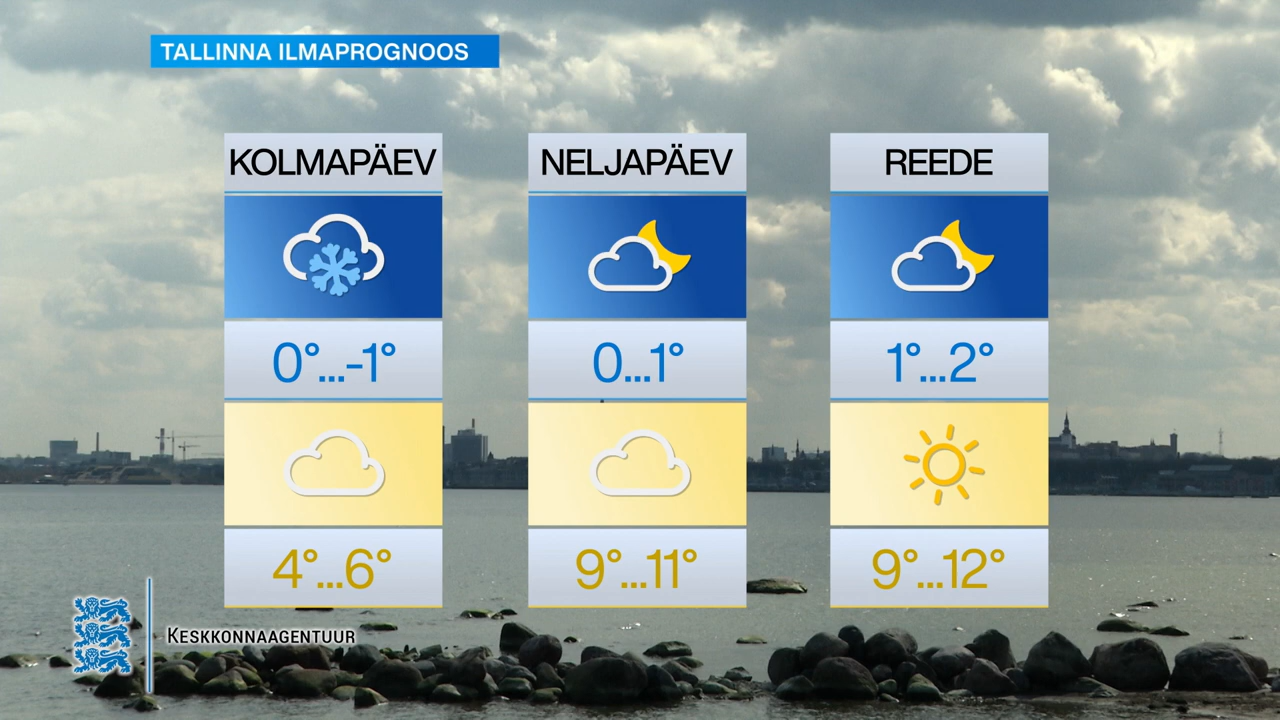 TALLINNA ILMAPROGNOOS
KOLMAPÄEV
0°...-1°
4°...6°
NELJAPÄEV
0...1°
9°...11°
REEDE
1°...2°
9°...12°
KESKKONNAAGENTUUR